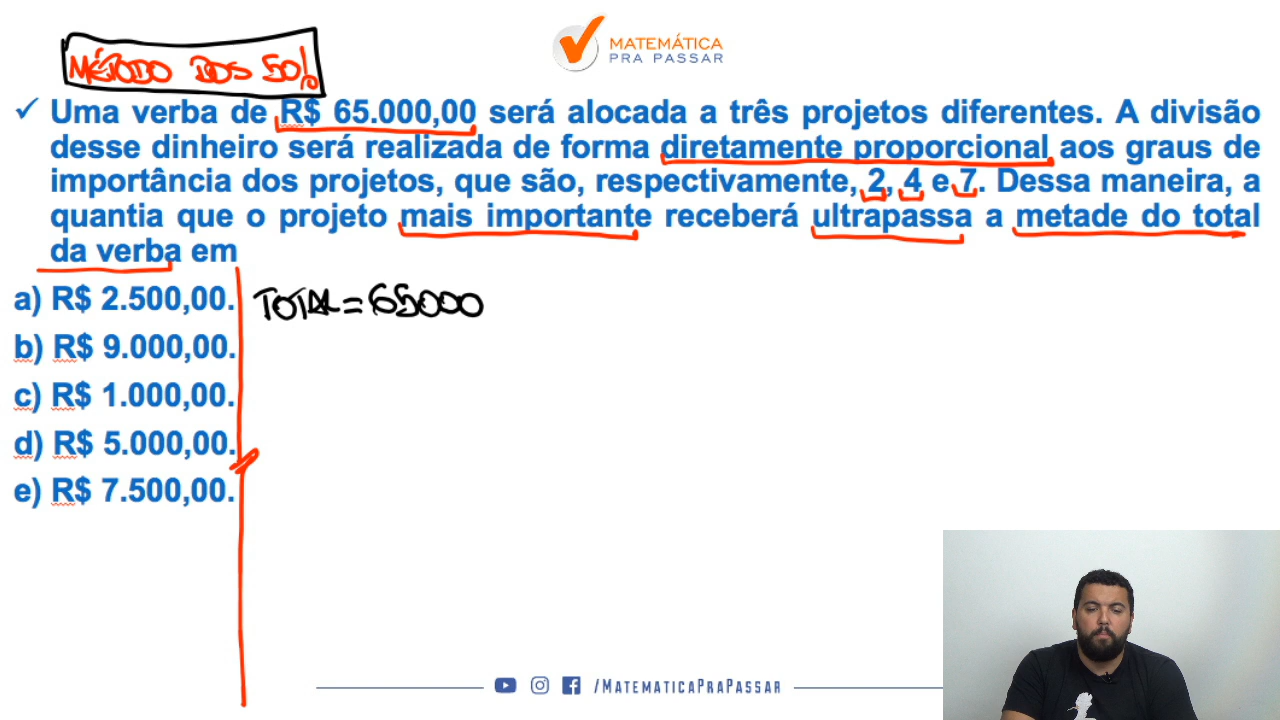 MATEMÁTICA
PRA PASSAR
MÉTODO DOS 50!
✓ Uma verba de R$ 65.000,00 será alocada a três projetos diferentes. A divisão
desse dinheiro será realizada de forma diretamente proporcional aos graus de
importância dos projetos, que são, respectivamente, 2, 4 e 7. Dessa maneira, a
quantia que o projeto mais importante receberá ultrapassa a metade do total
da verba em
a) R$ 2.500,00.
TOTAL = 65000
b) R$ 9.000,00.
c) R$ 1.000,00.
d) R$ 5.000,00.
e) R$ 7.500,00.
/MATEMATICAPRAPASSAR